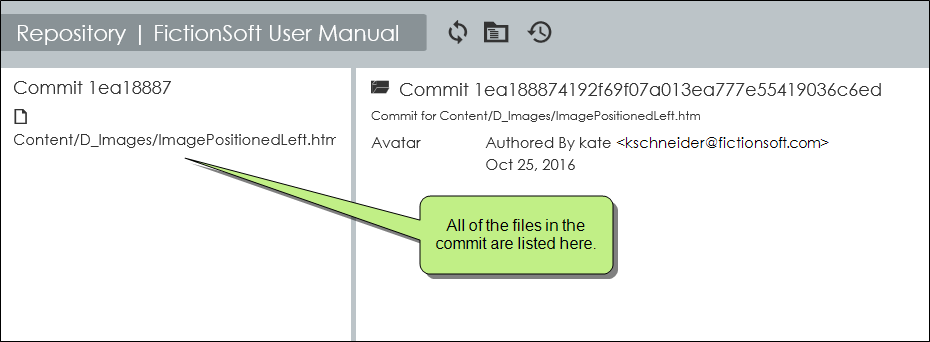 Repository | FictionSoft User Manual
Commit 1ea18887
Content/D_Images/ImagePositionedLeft.htm
Commit 1ea188874192f69f07a013ea777e55419036c6ed
Commit for Content/D_Images/ImagePositionedLeft.htm
Avatar Authored By kate <kschneider@fictionsoft.com>
Oct 25, 2016
All of the files in the
commit are listed here.